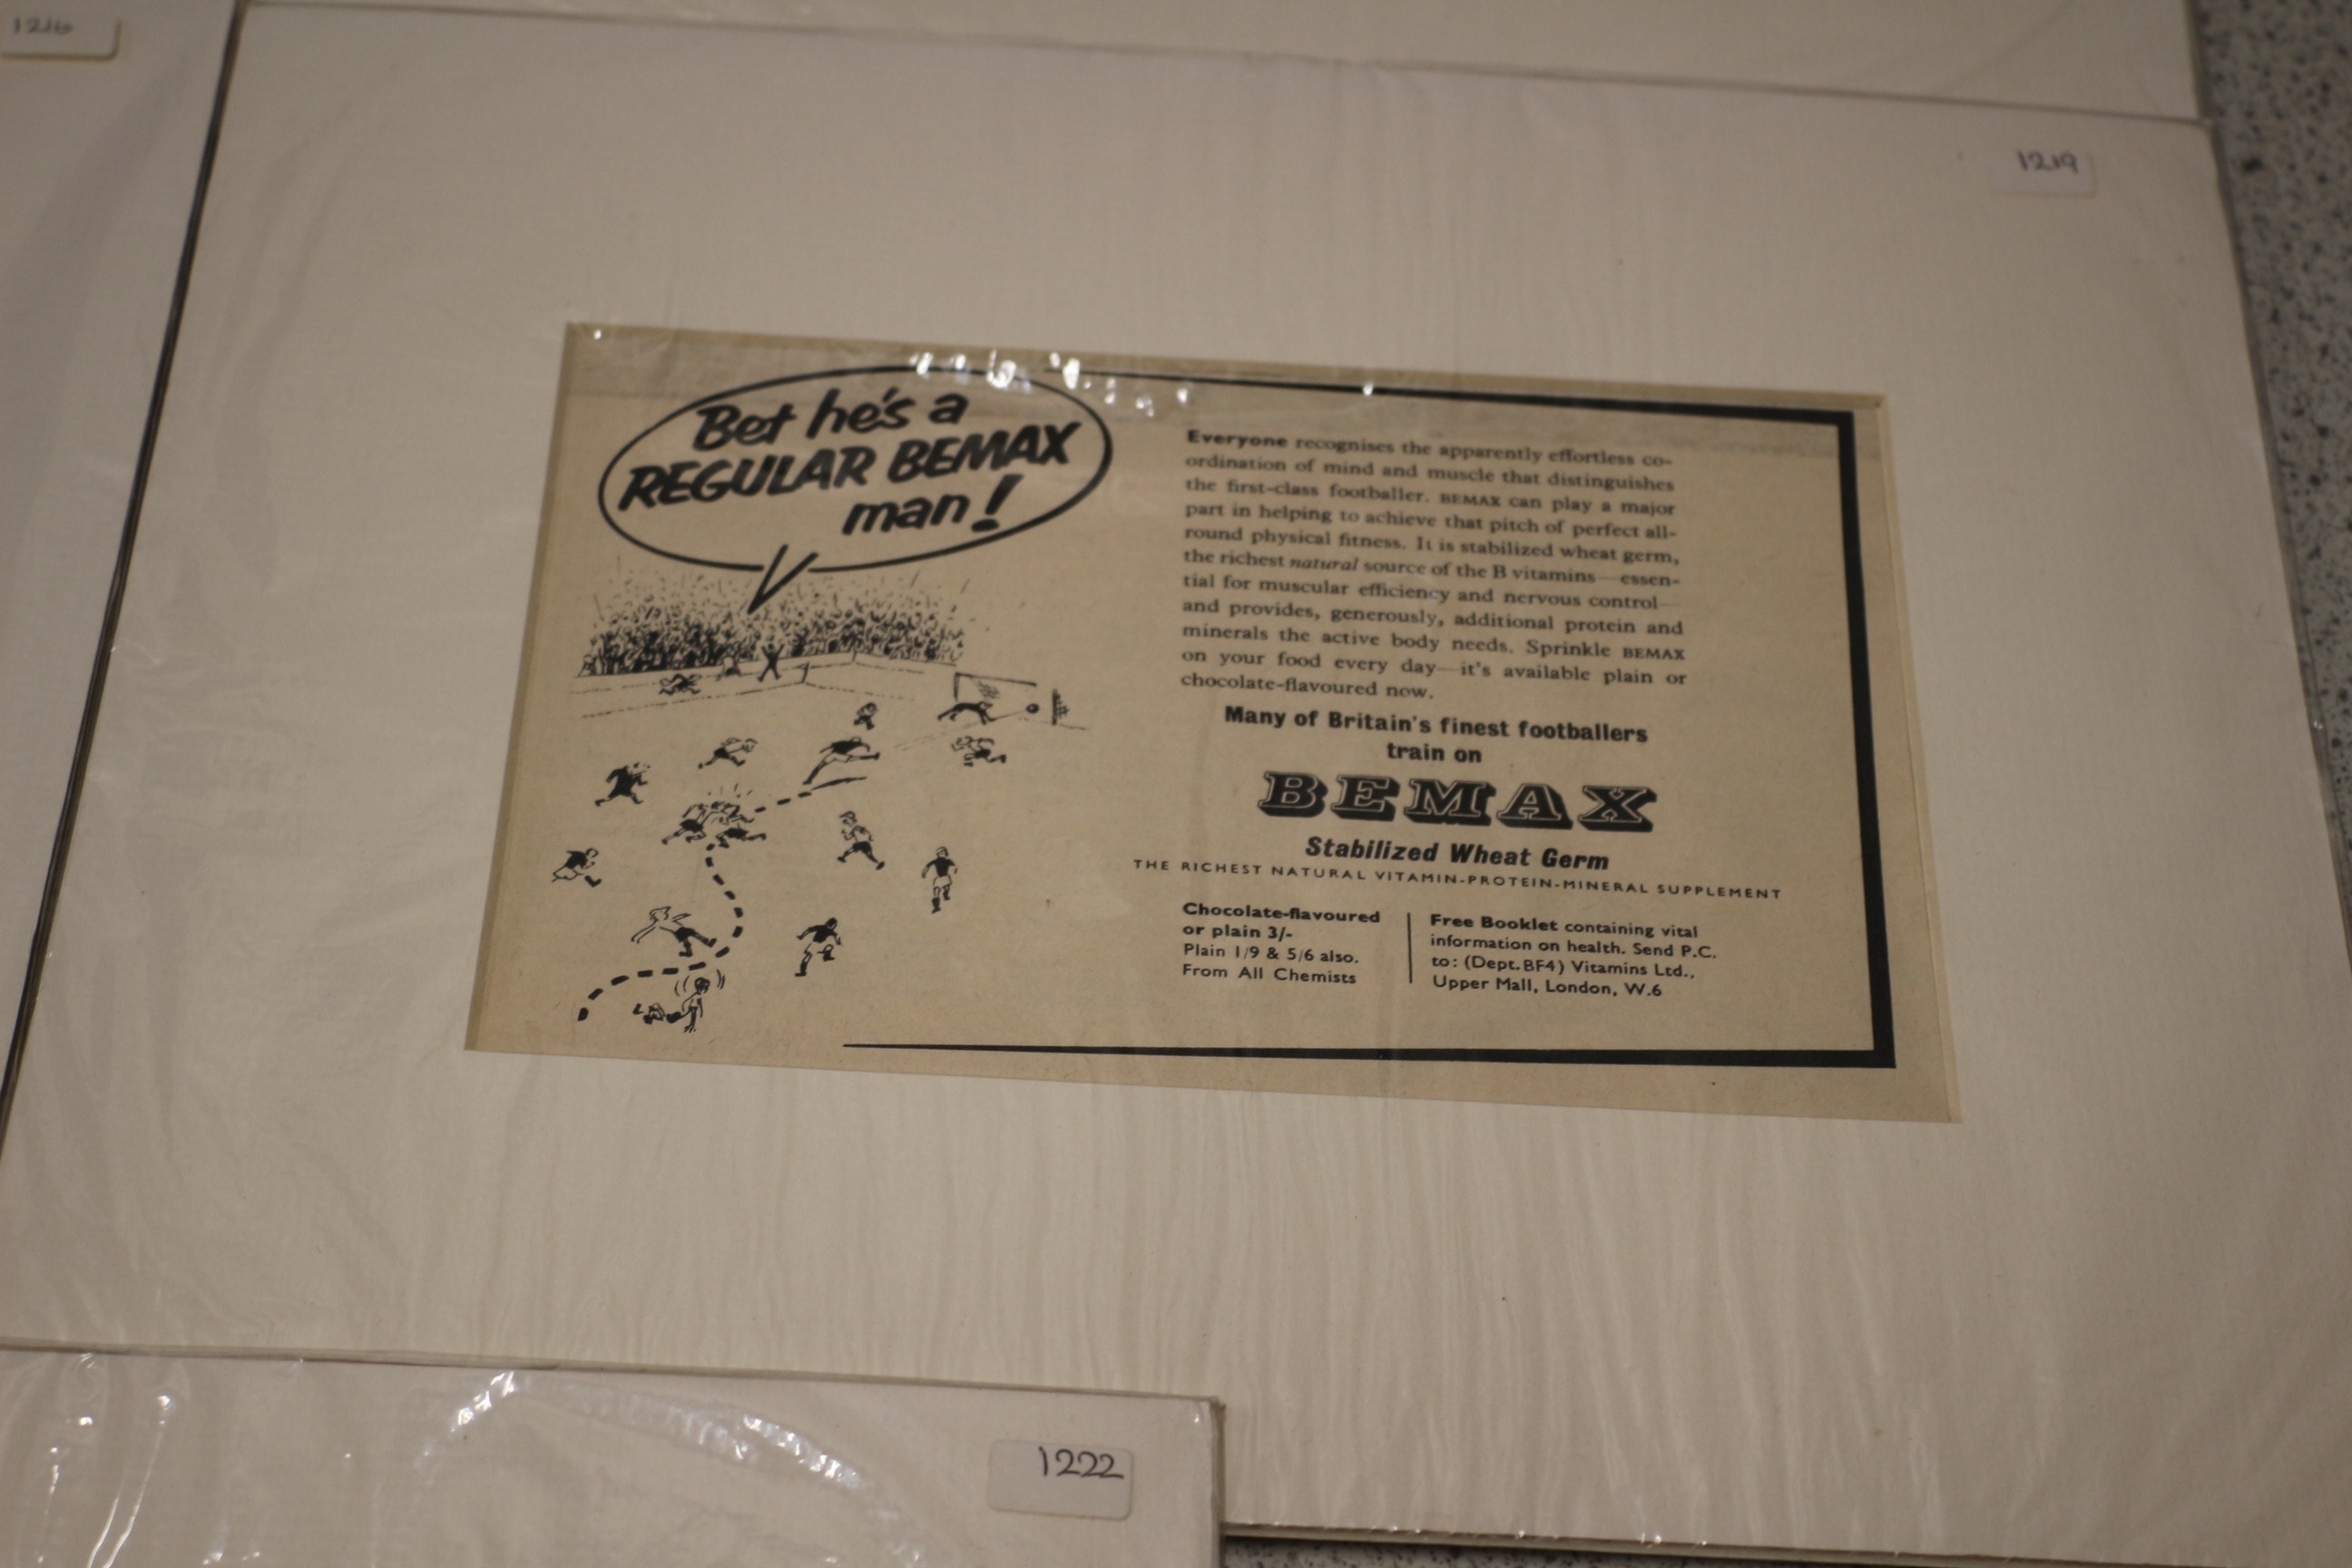 1216
1219
Bet he's a
REGULAR BEMAX
man!
Everyone recognises the apparently effortless co-
ordination of mind and muscle that distinguishes
the first-class footballer. BEMAX can play a major
part in helping to achieve that pitch of perfect all-
round physical fitness. It is stabilized wheat germ,
the richest natural source of the B vitamins—essen-
tial for muscular efficiency and nervous control—
and provides, generously, additional protein and
minerals the active body needs. Sprinkle BEMAX
on your food every day—it's available plain or
chocolate-flavoured now.
Many of Britain's finest footballers
train on
BEMAX
Stabilized Wheat Germ
THE RICHEST NATURAL VITAMIN-PROTEIN-MINERAL SUPPLEMENT
Chocolate-flavoured
or plain 3/-
Plain 1/9 & 5/6 also.
From All Chemists
Free Booklet containing vital
information on health. Send P.C.
to: (Dept. BF4) Vitamins Ltd.,
Upper Mall, London, W.6
1222